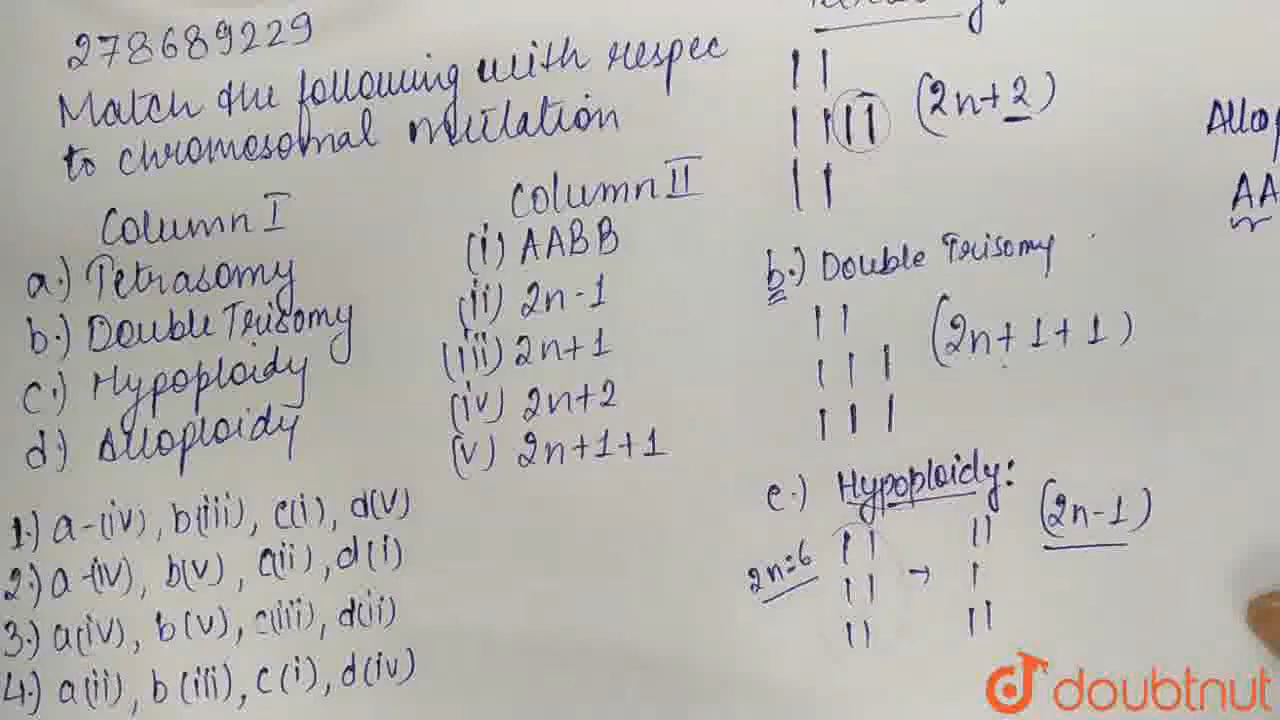 278689229
Match the following with respec
to chromosomal mutation
Column I
Column II
a.) Tetrasomy
(i) AABB
b.) Double Trisomy
(ii) 2n-1
c.) Hypoploidy
(iii) 2n+1
d.) Alloploidy
(iv) 2n+2
(v) 2n+1+1
1.) a-(iv), b(iii), c(i), d(v)
2.) a-(iv), b(v), c(ii), d(i)
3.) a(iv), b(v), c(iii), d(ii)
4.) a(ii), b(iii), c(i), d(iv)
(2n+2)
b.) Double Trisomy
(2n+1+1)
c.) Hypoploidy:
(2n-1)
2n=6
Allop
AA
doubtnut